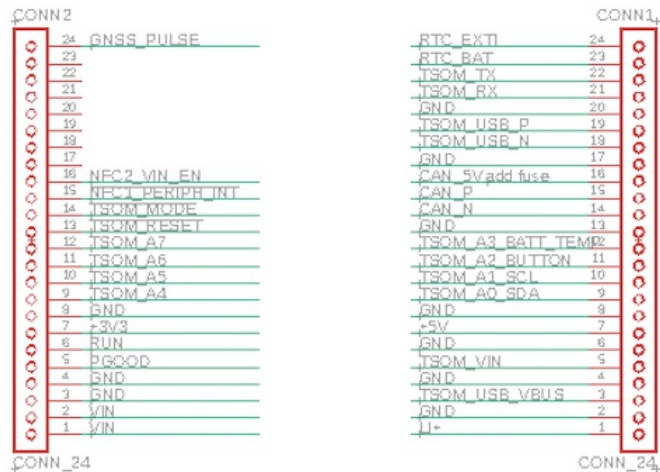 CONN2
24 GNSS_PULSE
23
22
21
20
19
18
17
16 NFC2_VIN_EN
15 NFC1_PERIPH_INT
14 TSOM_MODE
13 TSOM_RESET
12 TSOM_A7
11 TSOM_A6
10 TSOM_A5
9 TSOM_A4
8 GND
7 +3V3
6 RUN
5 PGOOD
4 GND
3 GND
2 VIN
1 VIN
CONN_24
CONN1
RTC_EXTI 24
RTC_BAT 23
TSOM_TX 22
TSOM_RX 21
GND 20
TSOM_USB_P 19
TSOM_USB_N 18
GND 17
CAN_5V add fuse 16
CAN_P 15
CAN_N 14
GND 13
TSOM_A3_BATT_TEMP 12
TSOM_A2_BUTTON 11
TSOM_A1_SCL 10
TSOM_A0_SDA 9
GND 8
+5V 7
GND 6
TSOM_VIN 5
GND 4
TSOM_USB_VBUS 3
GND 2
LI+ 1
CONN_24